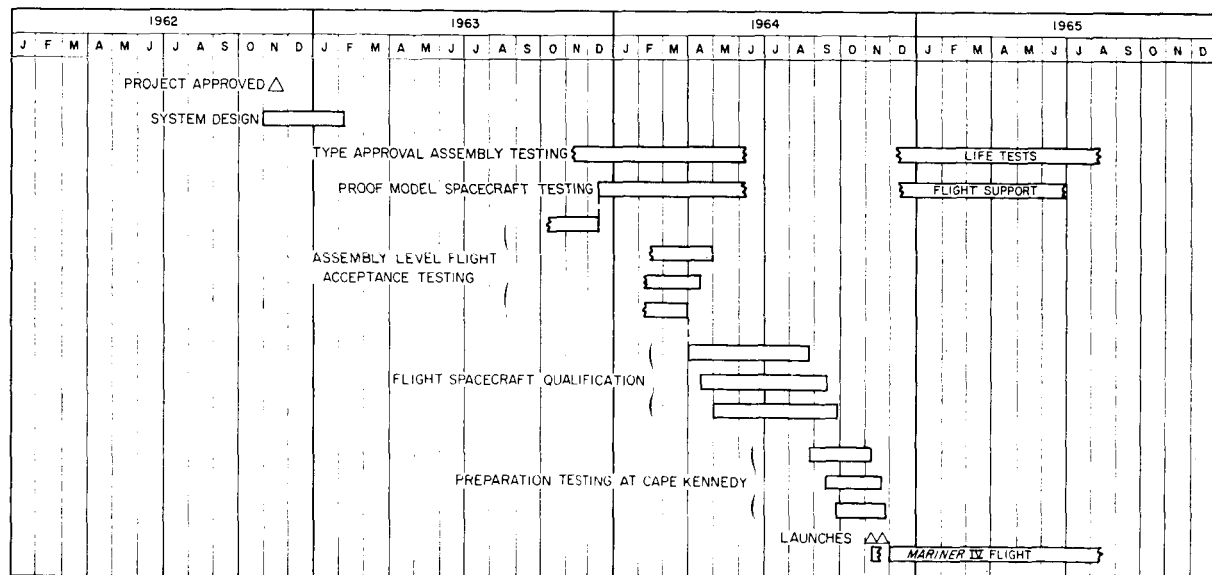 1962 1963 1964 1965
J F M A M J J A S O N D J F M A M J J A S O N D J F M A M J J A S O N D J F M A M J J A S O N D
PROJECT APPROVED
SYSTEM DESIGN
TYPE APPROVAL ASSEMBLY TESTING LIFE TESTS
PROOF MODEL SPACECRAFT TESTING FLIGHT SUPPORT
ASSEMBLY LEVEL FLIGHT
ACCEPTANCE TESTING
FLIGHT SPACECRAFT QUALIFICATION
PREPARATION TESTING AT CAPE KENNEDY
LAUNCHES
MARINER IV FLIGHT